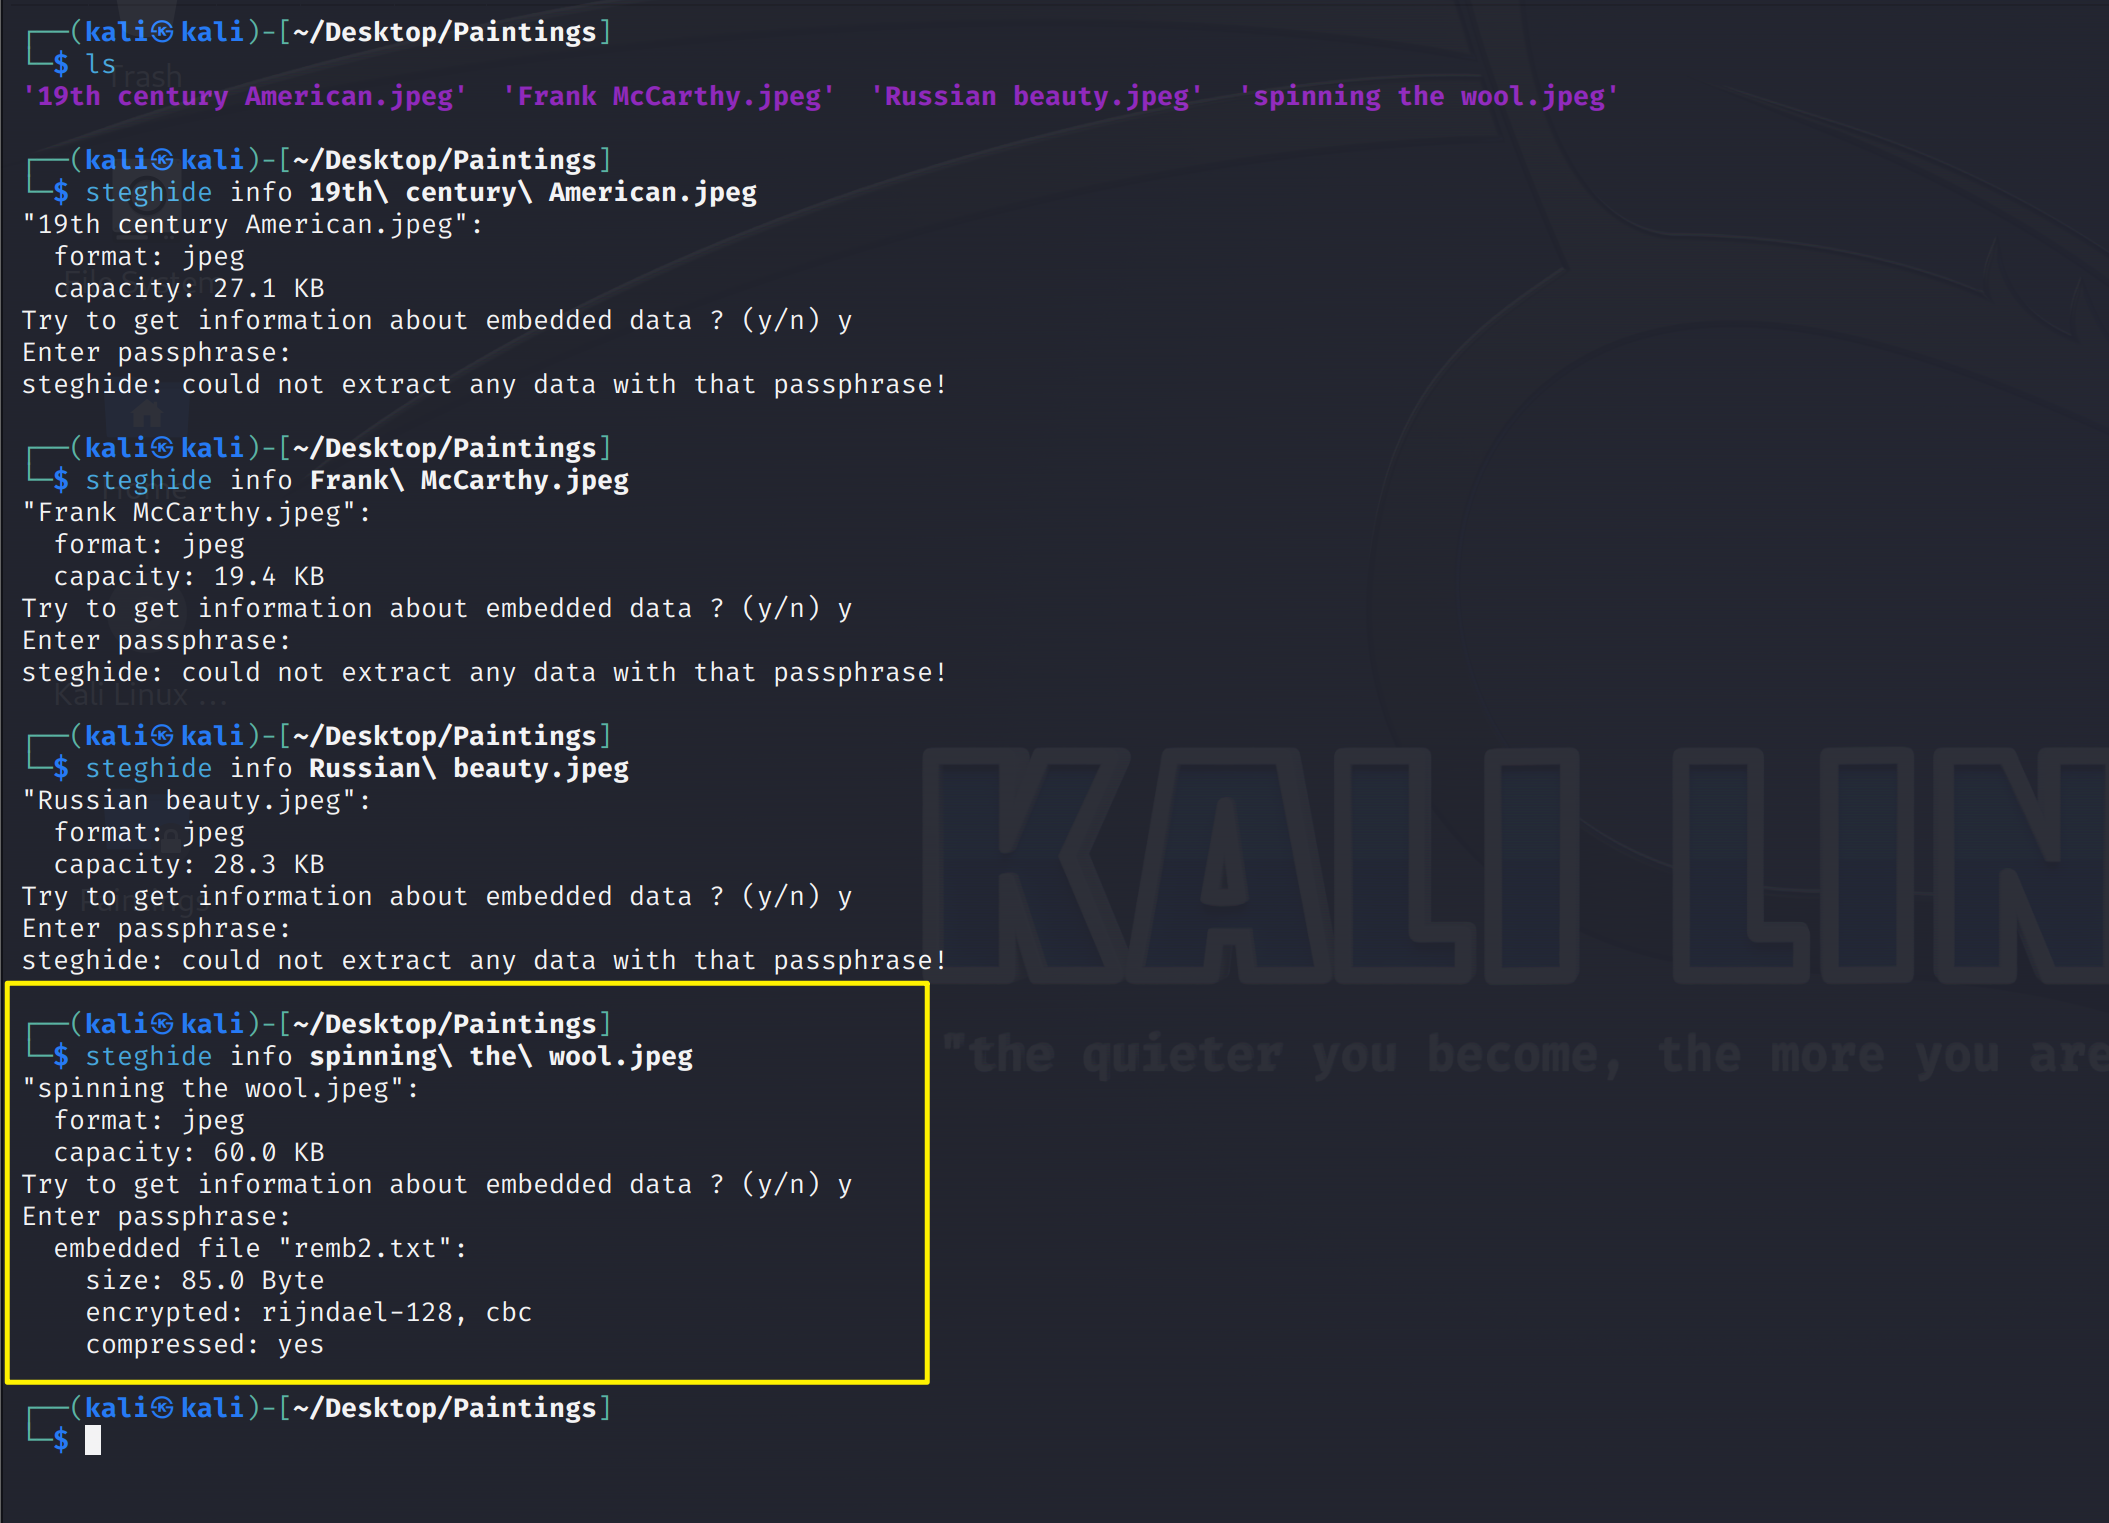 ┌──(kali㉿kali)-[~/Desktop/Paintings]
└─$ ls
'19th century American.jpeg'  'Frank McCarthy.jpeg'  'Russian beauty.jpeg'  'spinning the wool.jpeg'
┌──(kali㉿kali)-[~/Desktop/Paintings]
└─$ steghide info 19th\ century\ American.jpeg
"19th century American.jpeg":
  format: jpeg
  capacity: 27.1 KB
Try to get information about embedded data ? (y/n) y
Enter passphrase:
steghide: could not extract any data with that passphrase!
┌──(kali㉿kali)-[~/Desktop/Paintings]
└─$ steghide info Frank\ McCarthy.jpeg
"Frank McCarthy.jpeg":
  format: jpeg
  capacity: 19.4 KB
Try to get information about embedded data ? (y/n) y
Enter passphrase:
steghide: could not extract any data with that passphrase!
┌──(kali㉿kali)-[~/Desktop/Paintings]
└─$ steghide info Russian\ beauty.jpeg
"Russian beauty.jpeg":
  format: jpeg
  capacity: 28.3 KB
Try to get information about embedded data ? (y/n) y
Enter passphrase:
steghide: could not extract any data with that passphrase!
┌──(kali㉿kali)-[~/Desktop/Paintings]
└─$ steghide info spinning\ the\ wool.jpeg
"spinning the wool.jpeg":
  format: jpeg
  capacity: 60.0 KB
Try to get information about embedded data ? (y/n) y
Enter passphrase:
  embedded file "remb2.txt":
    size: 85.0 Byte
    encrypted: rijndael-128, cbc
    compressed: yes
┌──(kali㉿kali)-[~/Desktop/Paintings]
└─$
Trash
File System
Home
Kali Linux ...
Paintings
KALI LIN
"the quieter you become, the more you are